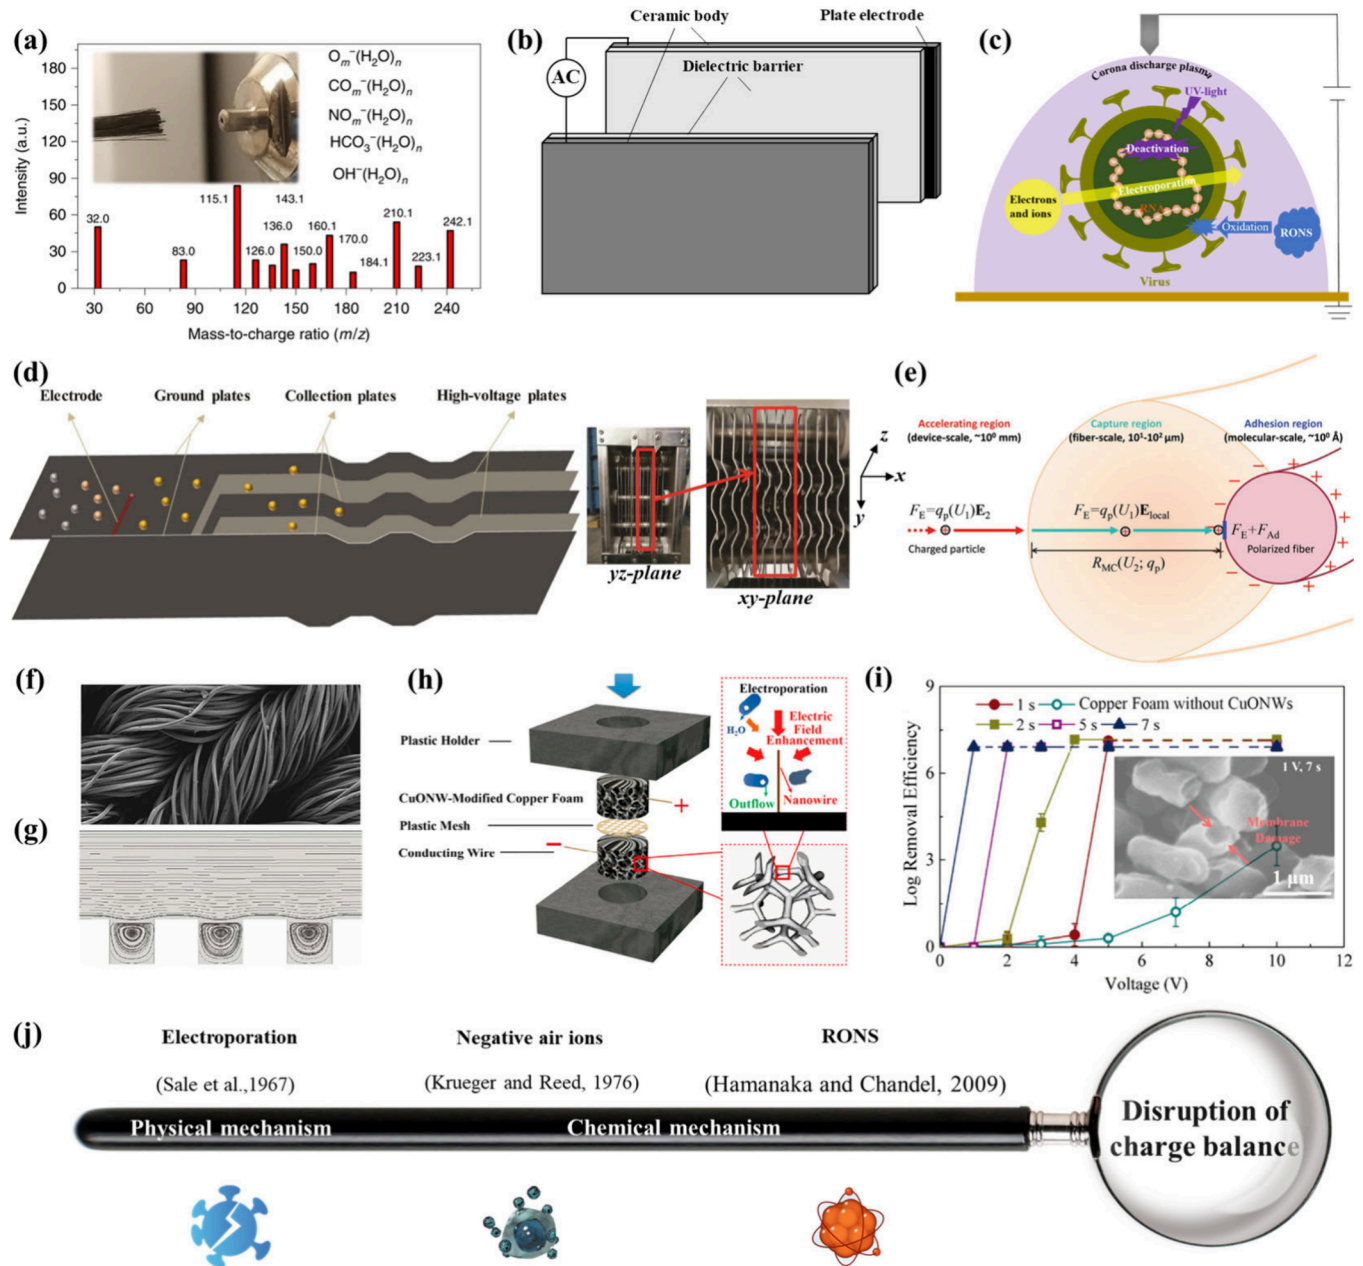 (a)
Intensity (a.u.)
180
150
120
90
60
30
0
Oₘ⁻(H₂O)ₙ
COₘ⁻(H₂O)ₙ
NOₘ⁻(H₂O)ₙ
HCO₃⁻(H₂O)ₙ
OH⁻(H₂O)ₙ
32.0
83.0
115.1
126.0
136.0
143.1
150.0
160.1
170.0
184.1
210.1
223.1
242.1
30 60 90 120 150 180 210 240
Mass-to-charge ratio (m/z)
(b)
Ceramic body
Plate electrode
AC
Dielectric barrier
(c)
Corona discharge plasma
UV-light
Deactivation
Electroporation
Electrons
and ions
RNA
Oxidation
RONS
Virus
(d)
Electrode
Ground plates
Collection plates
High-voltage plates
yz-plane
xy-plane
z
x
y
(e)
Accelerating region
(device-scale, ~10⁰ mm)
Capture region
(fiber-scale, 10¹-10² μm)
Adhesion region
(molecular-scale, ~10⁰ Å)
F_E=q_p(U₁)E₂
Charged particle
F_E=q_p(U₁)E_local
R_MC(U₂; q_p)
F_E+F_Ad
Polarized fiber
(f)
(g)
(h)
Plastic Holder
CuONW-Modified Copper Foam
Plastic Mesh
Conducting Wire
Electroporation
H₂O
Electric
Field
Enhancement
Outflow
Nanowire
(i)
Log Removal Efficiency
9
6
3
0
1 s
Copper Foam without CuONWs
2 s
5 s
7 s
1 V, 7 s
Membrane
Damage
1 μm
0 2 4 6 8 10 12
Voltage (V)
(j)
Electroporation
(Sale et al.,1967)
Negative air ions
(Krueger and Reed, 1976)
RONS
(Hamanaka and Chandel, 2009)
Physical mechanism
Chemical mechanism
Disruption of
charge balance